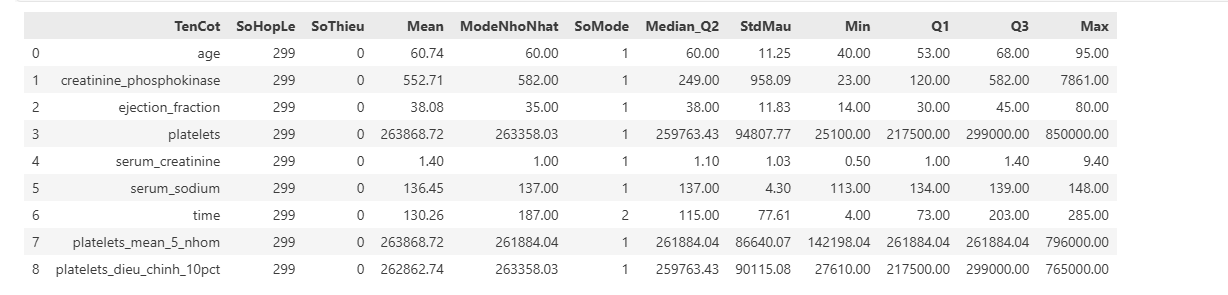 TenCot SoHopLe SoThieu Mean ModeNhoNhat SoMode Median_Q2 StdMau Min Q1 Q3 Max
0 age 299 0 60.74 60.00 1 60.00 11.25 40.00 53.00 68.00 95.00
1 creatinine_phosphokinase 299 0 552.71 582.00 1 249.00 958.09 23.00 120.00 582.00 7861.00
2 ejection_fraction 299 0 38.08 35.00 1 38.00 11.83 14.00 30.00 45.00 80.00
3 platelets 299 0 263868.72 263358.03 1 259763.43 94807.77 25100.00 217500.00 299000.00 850000.00
4 serum_creatinine 299 0 1.40 1.00 1 1.10 1.03 0.50 1.00 1.40 9.40
5 serum_sodium 299 0 136.45 137.00 1 137.00 4.30 113.00 134.00 139.00 148.00
6 time 299 0 130.26 187.00 2 115.00 77.61 4.00 73.00 203.00 285.00
7 platelets_mean_5_nhom 299 0 263868.72 261884.04 1 261884.04 86640.07 142198.04 261884.04 261884.04 796000.00
8 platelets_dieu_chinh_10pct 299 0 262862.74 263358.03 1 259763.43 90115.08 27610.00 217500.00 299000.00 765000.00